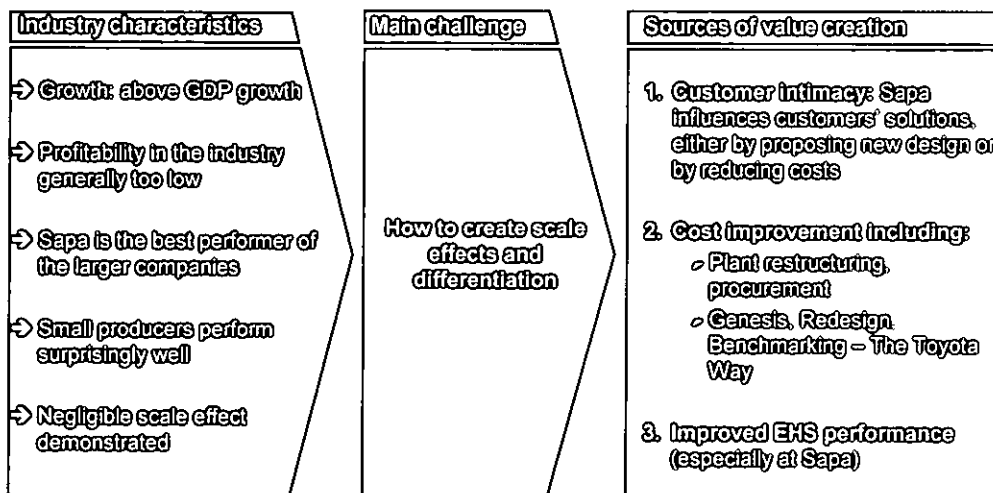 Industry characteristics
→ Growth: above GDP growth
→ Profitability in the industry
generally too low
→ Sapa is the best performer of
the larger companies
→ Small producers perform
surprisingly well
→ Negligible scale effect
demonstrated
Main challenge
How to create scale
effects and
differentiation
Sources of value creation
1. Customer intimacy: Sapa
influences customers' solutions,
either by proposing new design or
by reducing costs
2. Cost improvement including:
Plant restructuring,
procurement
Genesis, Redesign
Benchmarking – The Toyota
Way
3. Improved EHS performance
(especially at Sapa)